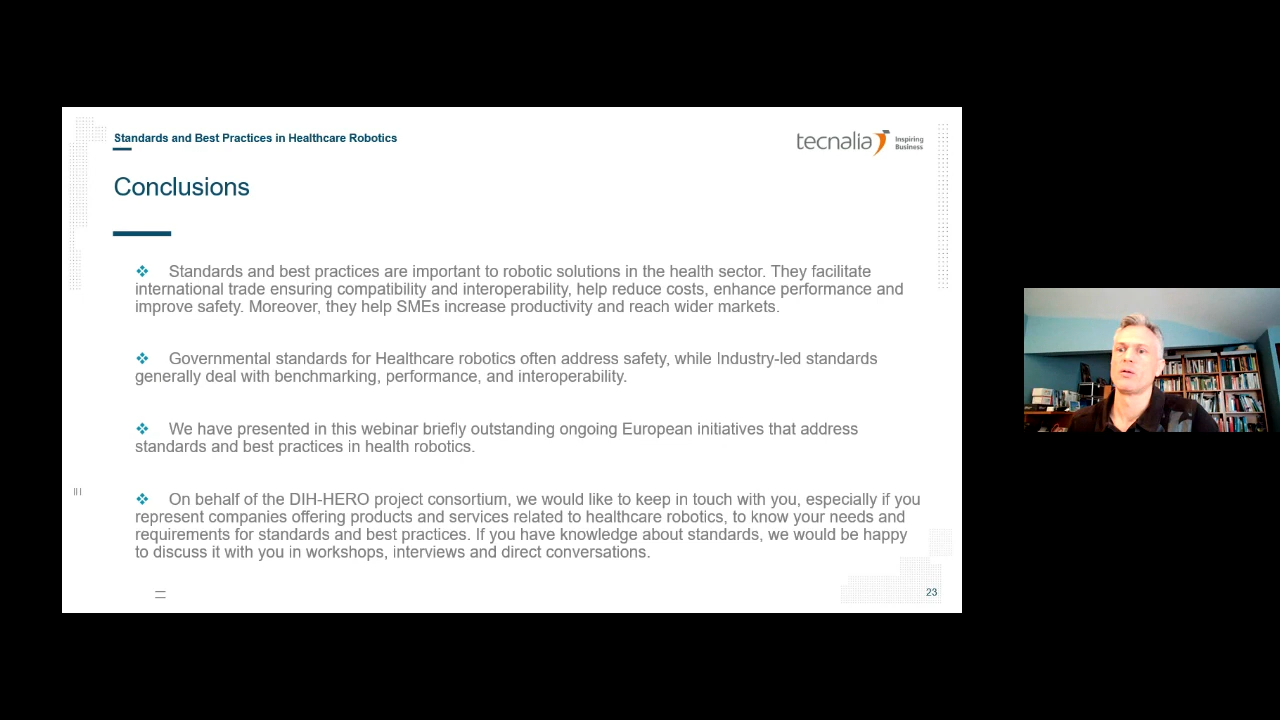 Standards and Best Practices in Healthcare Robotics
tecnalia Inspiring Business
Conclusions
❖ Standards and best practices are important to robotic solutions in the health sector. They facilitate
international trade ensuring compatibility and interoperability, help reduce costs, enhance performance and
improve safety. Moreover, they help SMEs increase productivity and reach wider markets.
❖ Governmental standards for Healthcare robotics often address safety, while Industry-led standards
generally deal with benchmarking, performance, and interoperability.
❖ We have presented in this webinar briefly outstanding ongoing European initiatives that address
standards and best practices in health robotics.
❖ On behalf of the DIH-HERO project consortium, we would like to keep in touch with you, especially if you
represent companies offering products and services related to healthcare robotics, to know your needs and
requirements for standards and best practices. If you have knowledge about standards, we would be happy
to discuss it with you in workshops, interviews and direct conversations.
23